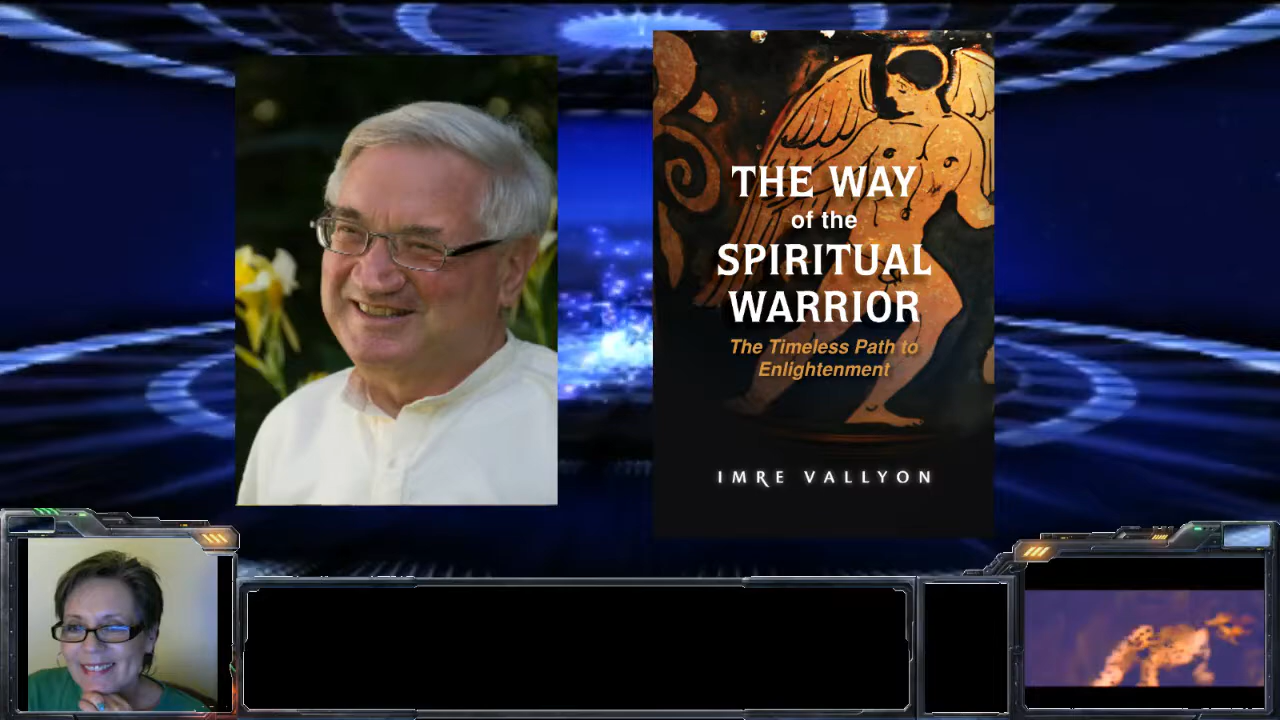 THE WAY
of the
SPIRITUAL
WARRIOR
The Timeless Path to
Enlightenment
IMRE VALLYON